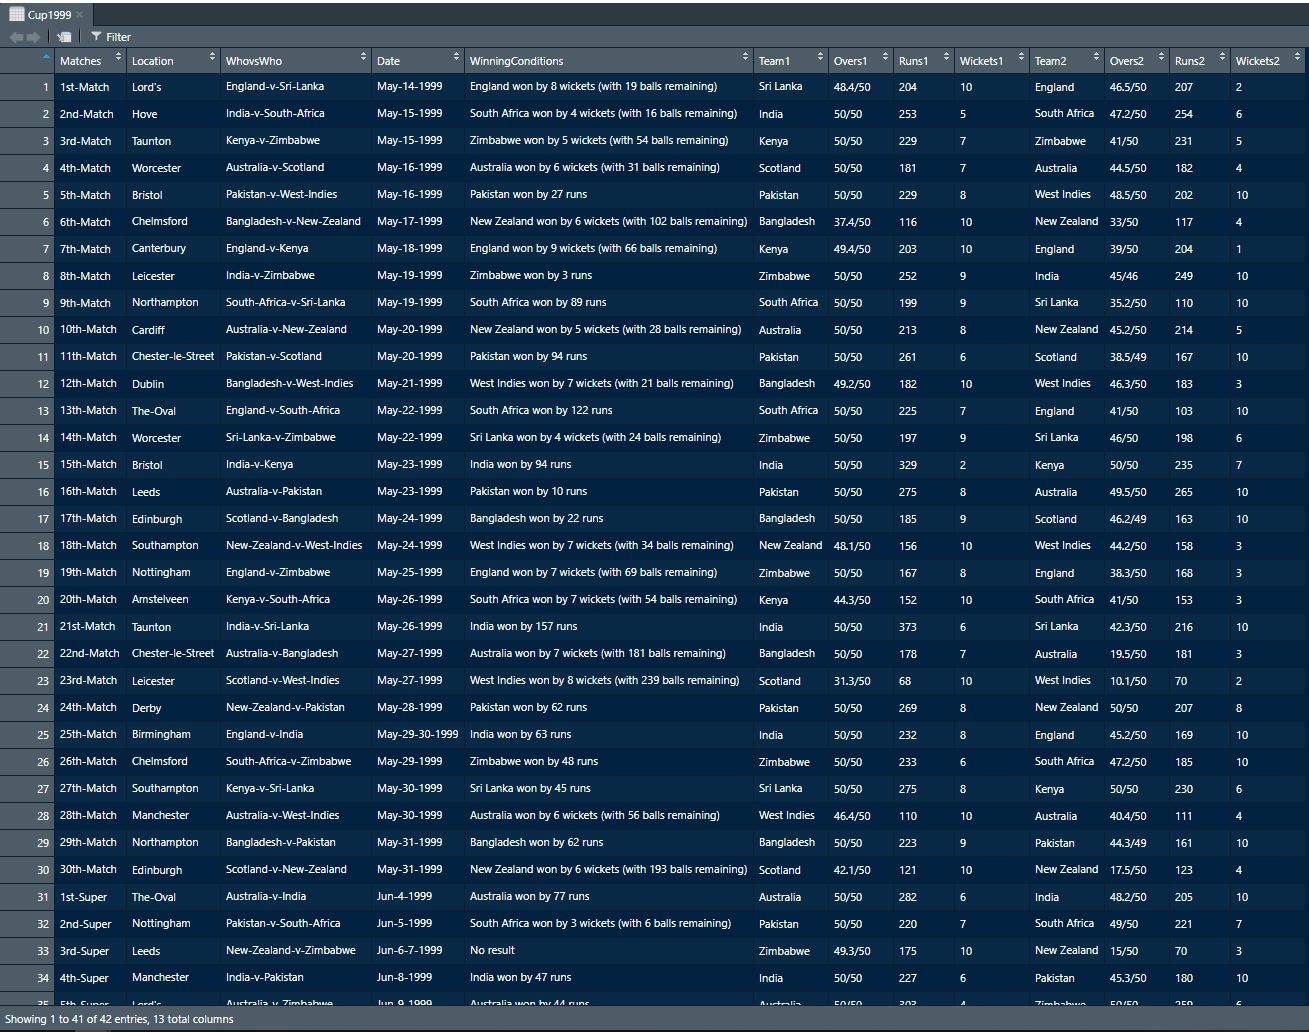 Cup1999
Filter
Matches Location WhovsWho Date WinningConditions Team1 Overs1 Runs1 Wickets1 Team2 Overs2 Runs2 Wickets2
1 1st-Match Lord's England-v-Sri-Lanka May-14-1999 England won by 8 wickets (with 19 balls remaining) Sri Lanka 48.4/50 204 10 England 46.5/50 207 2
2 2nd-Match Hove India-v-South-Africa May-15-1999 South Africa won by 4 wickets (with 16 balls remaining) India 50/50 253 5 South Africa 47.2/50 254 6
3 3rd-Match Taunton Kenya-v-Zimbabwe May-15-1999 Zimbabwe won by 5 wickets (with 54 balls remaining) Kenya 50/50 229 7 Zimbabwe 41/50 231 5
4 4th-Match Worcester Australia-v-Scotland May-16-1999 Australia won by 6 wickets (with 31 balls remaining) Scotland 50/50 181 7 Australia 44.5/50 182 4
5 5th-Match Bristol Pakistan-v-West-Indies May-16-1999 Pakistan won by 27 runs Pakistan 50/50 229 8 West Indies 48.5/50 202 10
6 6th-Match Chelmsford Bangladesh-v-New-Zealand May-17-1999 New Zealand won by 6 wickets (with 102 balls remaining) Bangladesh 37.4/50 116 10 New Zealand 33/50 117 4
7 7th-Match Canterbury England-v-Kenya May-18-1999 England won by 9 wickets (with 66 balls remaining) Kenya 49.4/50 203 10 England 39/50 204 1
8 8th-Match Leicester India-v-Zimbabwe May-19-1999 Zimbabwe won by 3 runs Zimbabwe 50/50 252 9 India 45/46 249 10
9 9th-Match Northampton South-Africa-v-Sri-Lanka May-19-1999 South Africa won by 89 runs South Africa 50/50 199 9 Sri Lanka 35.2/50 110 10
10 10th-Match Cardiff Australia-v-New-Zealand May-20-1999 New Zealand won by 5 wickets (with 28 balls remaining) Australia 50/50 213 8 New Zealand 45.2/50 214 5
11 11th-Match Chester-le-Street Pakistan-v-Scotland May-20-1999 Pakistan won by 94 runs Pakistan 50/50 261 6 Scotland 38.5/49 167 10
12 12th-Match Dublin Bangladesh-v-West-Indies May-21-1999 West Indies won by 7 wickets (with 21 balls remaining) Bangladesh 49.2/50 182 10 West Indies 46.3/50 183 3
13 13th-Match The-Oval England-v-South-Africa May-22-1999 South Africa won by 122 runs South Africa 50/50 225 7 England 41/50 103 10
14 14th-Match Worcester Sri-Lanka-v-Zimbabwe May-22-1999 Sri Lanka won by 4 wickets (with 24 balls remaining) Zimbabwe 50/50 197 9 Sri Lanka 46/50 198 6
15 15th-Match Bristol India-v-Kenya May-23-1999 India won by 94 runs India 50/50 329 2 Kenya 50/50 235 7
16 16th-Match Leeds Australia-v-Pakistan May-23-1999 Pakistan won by 10 runs Pakistan 50/50 275 8 Australia 49.5/50 265 10
17 17th-Match Edinburgh Scotland-v-Bangladesh May-24-1999 Bangladesh won by 22 runs Bangladesh 50/50 185 9 Scotland 46.2/49 163 10
18 18th-Match Southampton New-Zealand-v-West-Indies May-24-1999 West Indies won by 7 wickets (with 34 balls remaining) New Zealand 48.1/50 156 10 West Indies 44.2/50 158 3
19 19th-Match Nottingham England-v-Zimbabwe May-25-1999 England won by 7 wickets (with 69 balls remaining) Zimbabwe 50/50 167 8 England 38.3/50 168 3
20 20th-Match Amstelveen Kenya-v-South-Africa May-26-1999 South Africa won by 7 wickets (with 54 balls remaining) Kenya 44.3/50 152 10 South Africa 41/50 153 3
21 21st-Match Taunton India-v-Sri-Lanka May-26-1999 India won by 157 runs India 50/50 373 6 Sri Lanka 42.3/50 216 10
22 22nd-Match Chester-le-Street Australia-v-Bangladesh May-27-1999 Australia won by 7 wickets (with 181 balls remaining) Bangladesh 50/50 178 7 Australia 19.5/50 181 3
23 23rd-Match Leicester Scotland-v-West-Indies May-27-1999 West Indies won by 8 wickets (with 239 balls remaining) Scotland 31.3/50 68 10 West Indies 10.1/50 70 2
24 24th-Match Derby New-Zealand-v-Pakistan May-28-1999 Pakistan won by 62 runs Pakistan 50/50 269 8 New Zealand 50/50 207 8
25 25th-Match Birmingham England-v-India May-29-30-1999 India won by 63 runs India 50/50 232 8 England 45.2/50 169 10
26 26th-Match Chelmsford South-Africa-v-Zimbabwe May-29-1999 Zimbabwe won by 48 runs Zimbabwe 50/50 233 6 South Africa 47.2/50 185 10
27 27th-Match Southampton Kenya-v-Sri-Lanka May-30-1999 Sri Lanka won by 45 runs Sri Lanka 50/50 275 8 Kenya 50/50 230 6
28 28th-Match Manchester Australia-v-West-Indies May-30-1999 Australia won by 6 wickets (with 56 balls remaining) West Indies 46.4/50 110 10 Australia 40.4/50 111 4
29 29th-Match Northampton Bangladesh-v-Pakistan May-31-1999 Bangladesh won by 62 runs Bangladesh 50/50 223 9 Pakistan 44.3/49 161 10
30 30th-Match Edinburgh Scotland-v-New-Zealand May-31-1999 New Zealand won by 6 wickets (with 193 balls remaining) Scotland 42.1/50 121 10 New Zealand 17.5/50 123 4
31 1st-Super The-Oval Australia-v-India Jun-4-1999 Australia won by 77 runs Australia 50/50 282 6 India 48.2/50 205 10
32 2nd-Super Nottingham Pakistan-v-South-Africa Jun-5-1999 South Africa won by 3 wickets (with 6 balls remaining) Pakistan 50/50 220 7 South Africa 49/50 221 7
33 3rd-Super Leeds New-Zealand-v-Zimbabwe Jun-6-7-1999 No result Zimbabwe 49.3/50 175 10 New Zealand 15/50 70 3
34 4th-Super Manchester India-v-Pakistan Jun-8-1999 India won by 47 runs India 50/50 227 6 Pakistan 45.3/50 180 10
35 5th-Super Lord's Australia-v-Zimbabwe Jun-9-1999 Australia won by 44 runs Australia 50/50 303 4 Zimbabwe 50/50 259 6
Showing 1 to 41 of 42 entries, 13 total columns